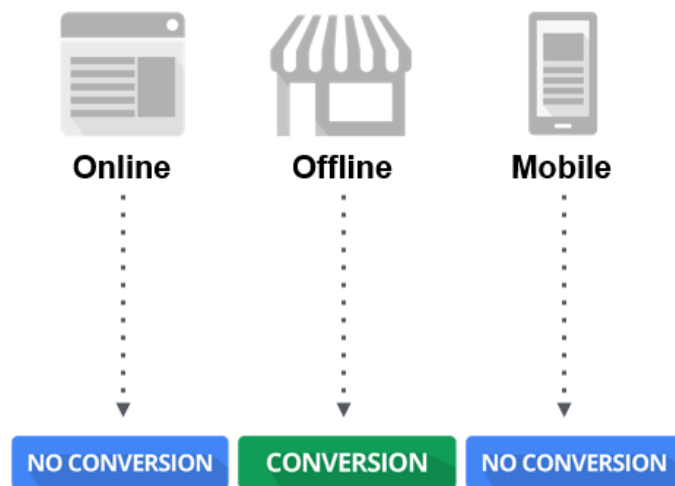 Online
Offline
Mobile
NO CONVERSION
CONVERSION
NO CONVERSION